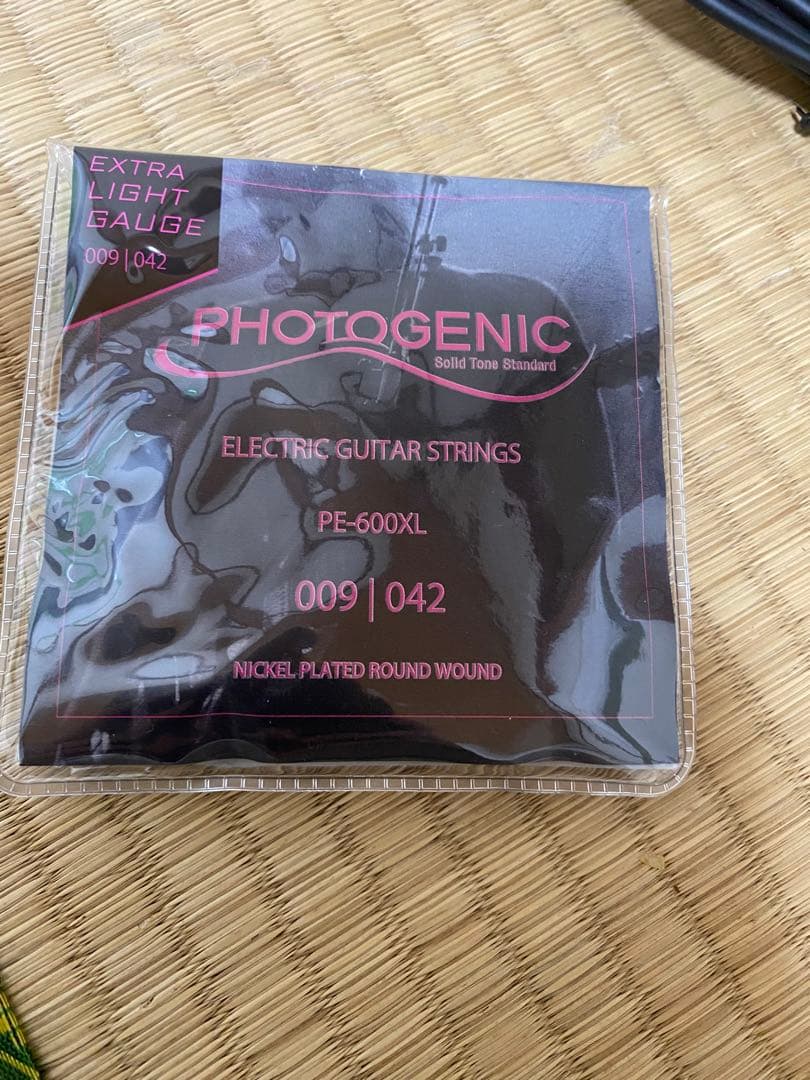 EXTRA
LIGHT
GAUGE
009 | 042
PHOTOGENIC
Solid Tone Standard
ELECTRIC GUITAR STRINGS
PE-600XL
009 | 042
NICKEL PLATED ROUND WOUND